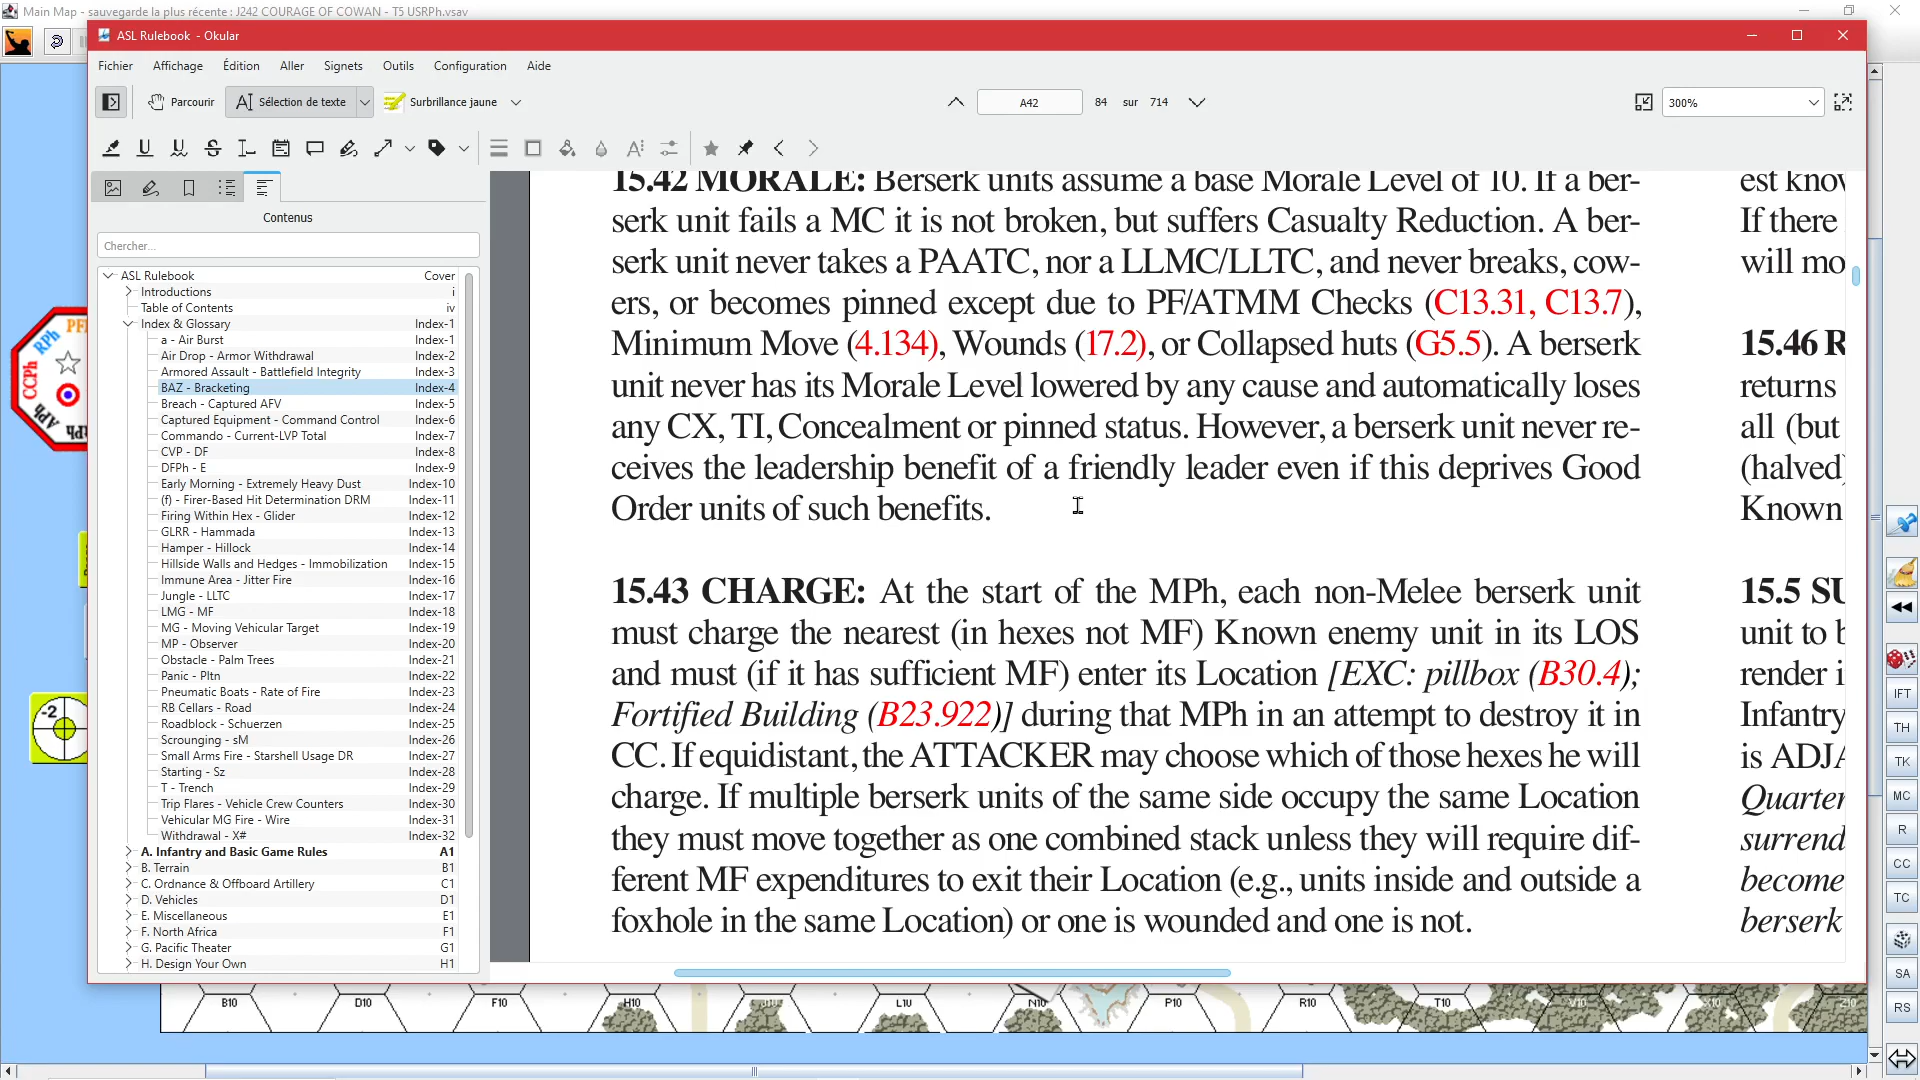 Main Map - sauvegarde la plus récente : J242 COURAGE OF COWAN - T5 USRPh.vsav
ASL Rulebook - Okular
Fichier Affichage Édition Aller Signets Outils Configuration Aide
Parcourir Sélection de texte Surbrillance jaune A42 84 sur 714 300%
Contenus
Chercher...
ASL Rulebook Cover
Introductions i
Table of Contents iv
Index & Glossary Index-1
a - Air Burst Index-1
Air Drop - Armor Withdrawal Index-2
Armored Assault - Battlefield Integrity Index-3
BAZ - Bracketing Index-4
Breach - Captured AFV Index-5
Captured Equipment - Command Control Index-6
Commando - Current-LVP Total Index-7
CVP - DF Index-8
DFPh - E Index-9
Early Morning - Extremely Heavy Dust Index-10
(f) - Firer-Based Hit Determination DRM Index-11
Firing Within Hex - Glider Index-12
GLRR - Hammada Index-13
Hamper - Hillock Index-14
Hillside Walls and Hedges - Immobilization Index-15
Immune Area - Jitter Fire Index-16
Jungle - LLTC Index-17
LMG - MF Index-18
MG - Moving Vehicular Target Index-19
MP - Observer Index-20
Obstacle - Palm Trees Index-21
Panic - Pltn Index-22
Pneumatic Boats - Rate of Fire Index-23
RB Cellars - Road Index-24
Roadblock - Schuerzen Index-25
Scrounging - sM Index-26
Small Arms Fire - Starshell Usage DR Index-27
Starting - Sz Index-28
T - Trench Index-29
Trip Flares - Vehicle Crew Counters Index-30
Vehicular MG Fire - Wire Index-31
Withdrawal - X# Index-32
A. Infantry and Basic Game Rules A1
B. Terrain B1
C. Ordnance & Offboard Artillery C1
D. Vehicles D1
E. Miscellaneous E1
F. North Africa F1
G. Pacific Theater G1
H. Design Your Own H1
15.42 MORALE: Berserk units assume a base Morale Level of 10. If a ber-
serk unit fails a MC it is not broken, but suffers Casualty Reduction. A ber-
serk unit never takes a PAATC, nor a LLMC/LLTC, and never breaks, cow-
ers, or becomes pinned except due to PF/ATMM Checks (C13.31, C13.7),
Minimum Move (4.134), Wounds (17.2), or Collapsed huts (G5.5). A berserk
unit never has its Morale Level lowered by any cause and automatically loses
any CX, TI, Concealment or pinned status. However, a berserk unit never re-
ceives the leadership benefit of a friendly leader even if this deprives Good
Order units of such benefits.
15.43 CHARGE: At the start of the MPh, each non-Melee berserk unit
must charge the nearest (in hexes not MF) Known enemy unit in its LOS
and must (if it has sufficient MF) enter its Location [EXC: pillbox (B30.4);
Fortified Building (B23.922)] during that MPh in an attempt to destroy it in
CC. If equidistant, the ATTACKER may choose which of those hexes he will
charge. If multiple berserk units of the same side occupy the same Location
they must move together as one combined stack unless they will require dif-
ferent MF expenditures to exit their Location (e.g., units inside and outside a
foxhole in the same Location) or one is wounded and one is not.
est know
If there
will mo
15.46 R
returns
all (but
(halved)
Known
15.5 SU
unit to b
render i
Infantry
is ADJA
Quarter
surrend
become
berserk
RPh
PFPh
CCPh
APh
-2
IFT
TH
TK
MC
R
CC
TC
SA
RS
B10 D10 F10 H10 L10 N10 P10 R10 T10